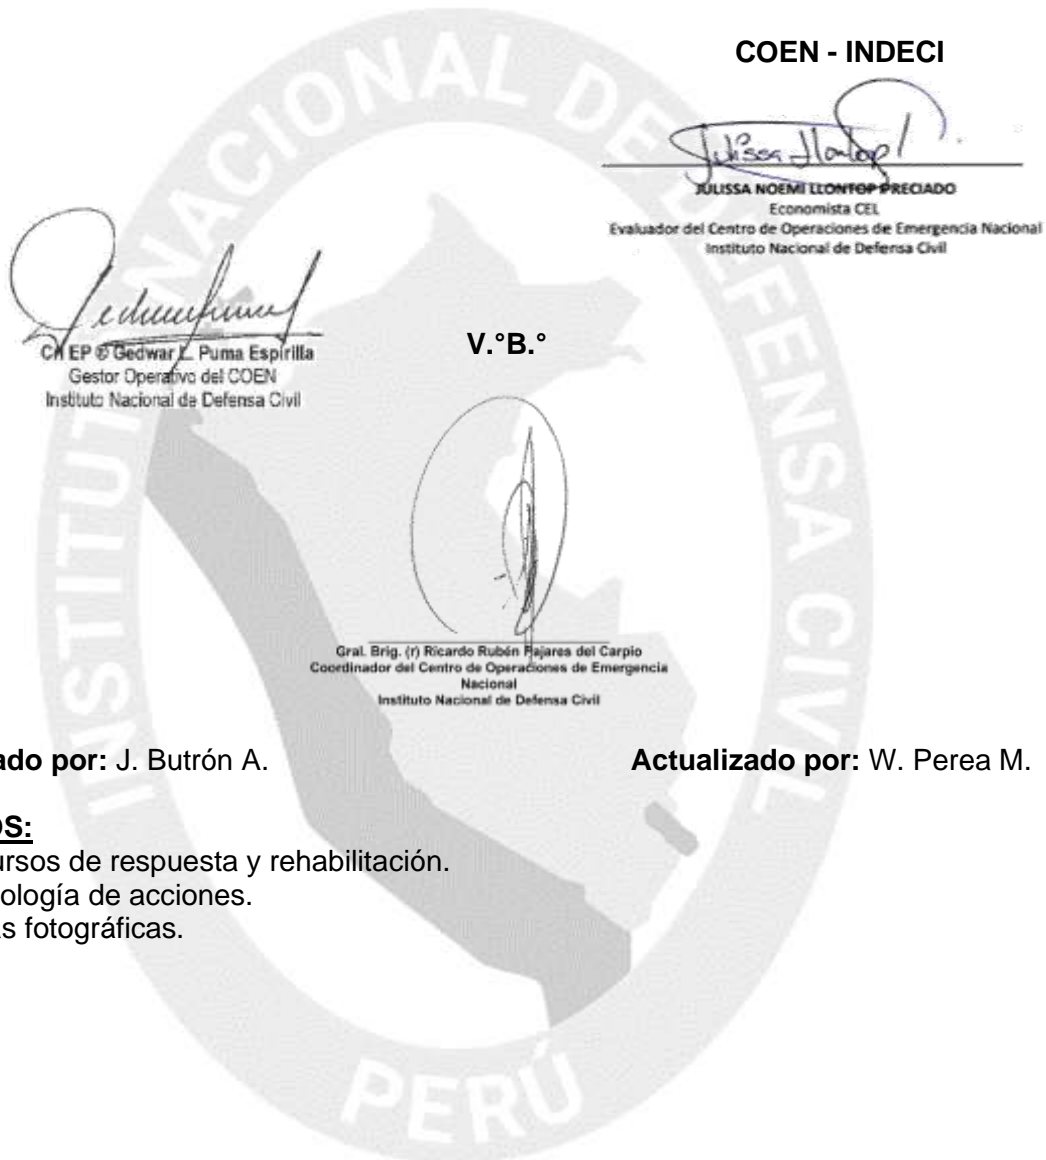 COEN - INDECI
JULISSA NOEMI LLONTOP PRECIADO
Economista CEL
Evaluador del Centro de Operaciones de Emergencia Nacional
Instituto Nacional de Defensa Civil
EP © Gedwar L. Puma Espirilla
Gestor Operativo del COEN
Instituto Nacional de Defensa Civil
V.°B.°
Gral. Brig. (r) Ricardo Rubén Pajares del Carpio
Coordinador del Centro de Operaciones de Emergencia
Nacional
Instituto Nacional de Defensa Civil
ado por: J. Butrón A.
Actualizado por: W. Perea M.
OS:
ursos de respuesta y rehabilitación.
ología de acciones.
as fotográficas.
INSTITUTO NACIONAL DE DEFENSA CIVIL
PERÚ